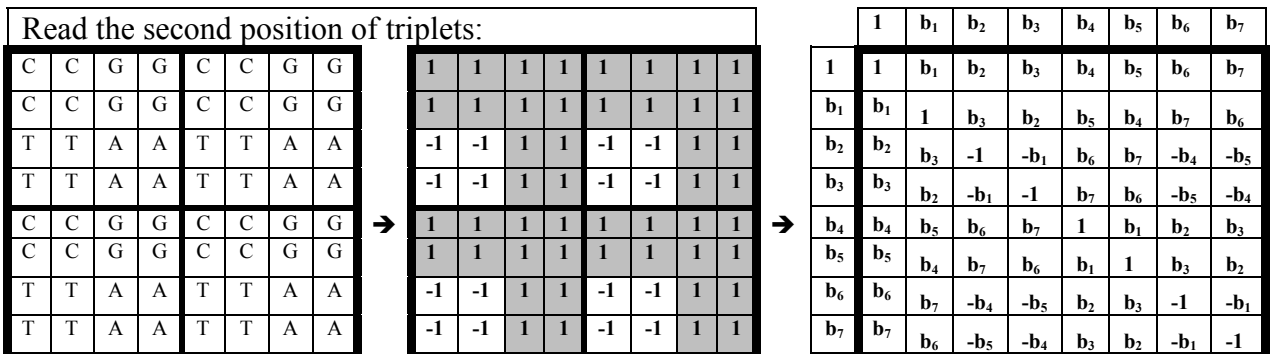 Read the second position of triplets:
1 b₁ b₂ b₃ b₄ b₅ b₆ b₇
C C G G C C G G 1 1 1 1 1 1 1 1 1 1 b₁ b₂ b₃ b₄ b₅ b₆ b₇
C C G G C C G G 1 1 1 1 1 1 1 1 b₁ b₁ 1 b₃ b₂ b₅ b₄ b₇ b₆
T T A A T T A A -1 -1 1 1 -1 -1 1 1 b₂ b₂ b₃ -1 -b₁ b₆ b₇ -b₄ -b₅
T T A A T T A A -1 -1 1 1 -1 -1 1 1 b₃ b₃ b₂ -b₁ -1 b₇ b₆ -b₅ -b₄
C C G G C C G G ➔ 1 1 1 1 1 1 1 1 ➔ b₄ b₄ b₅ b₆ b₇ 1 b₁ b₂ b₃
C C G G C C G G 1 1 1 1 1 1 1 1 b₅ b₅ b₄ b₇ b₆ b₁ 1 b₃ b₂
T T A A T T A A -1 -1 1 1 -1 -1 1 1 b₆ b₆ b₇ -b₄ -b₅ b₂ b₃ -1 -b₁
T T A A T T A A -1 -1 1 1 -1 -1 1 1 b₇ b₇ b₆ -b₅ -b₄ b₃ b₂ -b₁ -1